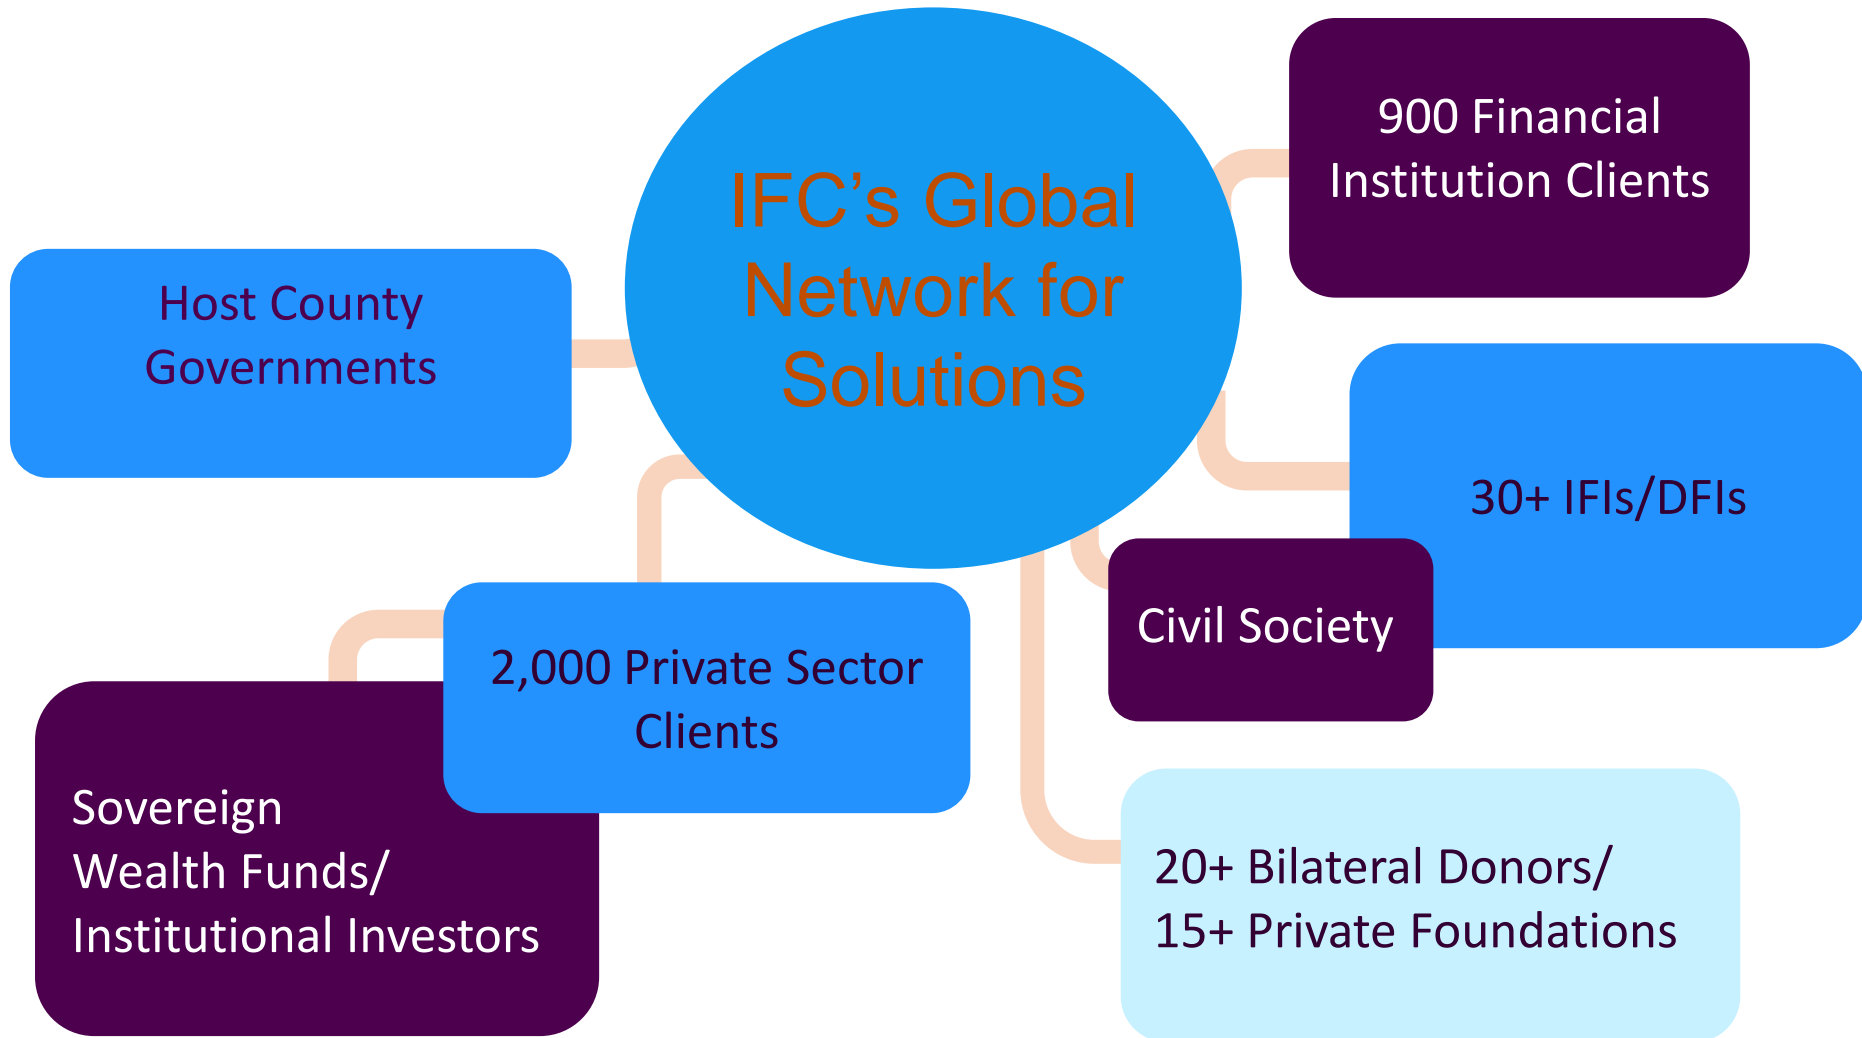 IFC’s Global
Network for
Solutions
900 Financial
Institution Clients
Host County
Governments
30+ IFIs/DFIs
Civil Society
2,000 Private Sector
Clients
Sovereign
Wealth Funds/
Institutional Investors
20+ Bilateral Donors/
15+ Private Foundations